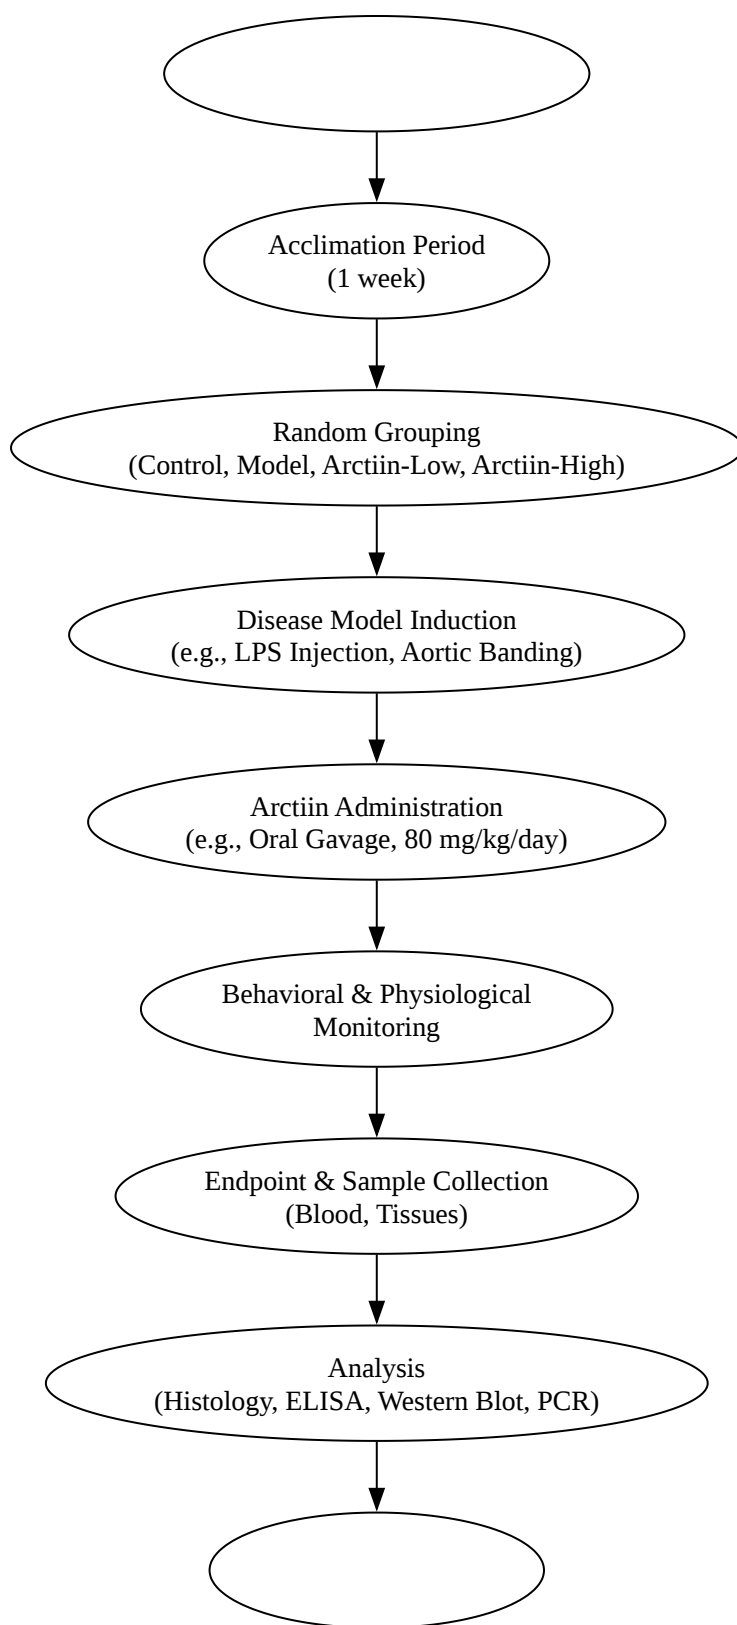 Acclimation Period
(1 week)
Random Grouping
(Control, Model, Arctiin-Low, Arctiin-High)
Disease Model Induction
(e.g., LPS Injection, Aortic Banding)
Arctiin Administration
(e.g., Oral Gavage, 80 mg/kg/day)
Behavioral & Physiological
Monitoring
Endpoint & Sample Collection
(Blood, Tissues)
Analysis
(Histology, ELISA, Western Blot, PCR)